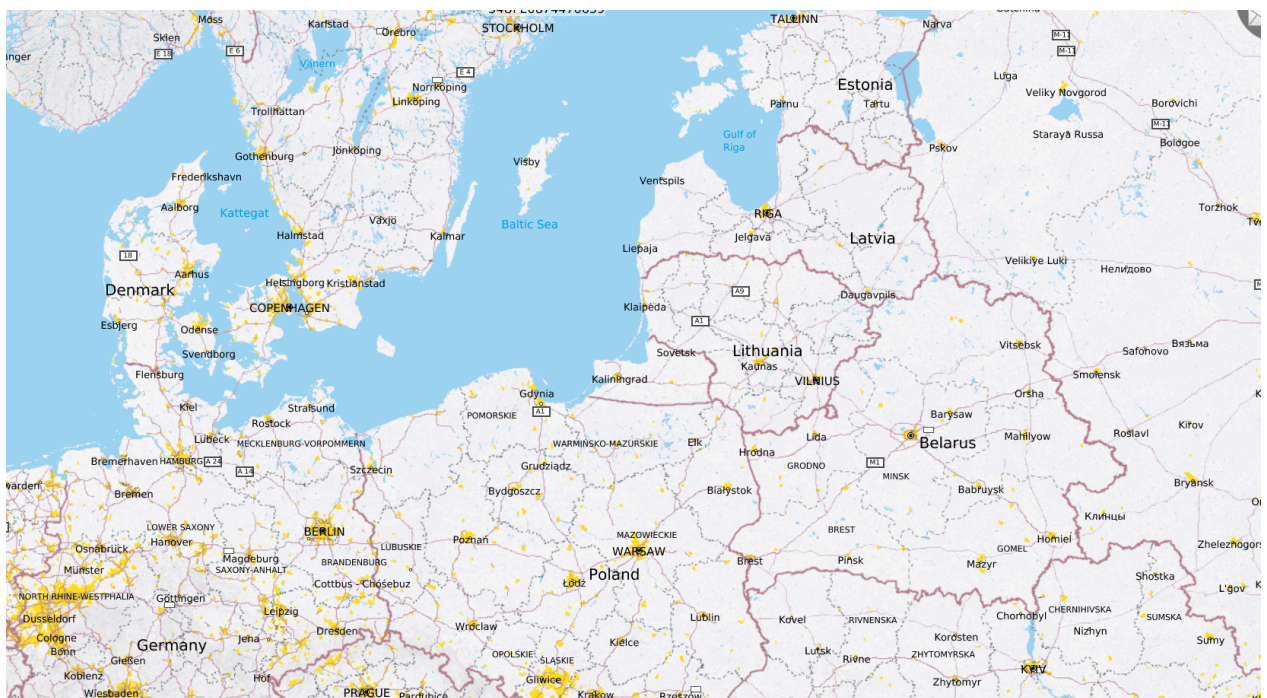 Moss
Karlstad
Örebro
STOCKHOLM
TALLINN
Narva
Skien
E 18
E 6
M-11
M-11
Vänern
E 4
Norrköping
Linköping
Estonia
Luga
Veliky Novgorod
Borovichi
Trollhättan
Parnu
Tartu
M-11
Staraya Russa
Bologoe
Gulf of
Riga
Gothenburg
Jönköping
Visby
Pskov
Frederikshavn
Ventspils
Aalborg
Kattegat
Växjö
Baltic Sea
RIGA
Torzhok
Halmstad
Kalmar
Liepaja
Jelgava
Latvia
18
Aarhus
Velikiye Luki
Нелидово
Denmark
Helsingborg
Kristianstad
A9
Daugavpils
COPENHAGEN
Klaipėda
Esbjerg
Odense
A1
Svendborg
Sovetsk
Lithuania
Vitsebsk
Safonovo
Вязьма
Kaunas
Flensburg
Kaliningrad
VILNIUS
Smolensk
Gdynia
Orsha
Kiel
Stralsund
POMORSKIE
A1
Barysaw
Rostock
Kirov
Lübeck
MECKLENBURG-VORPOMMERN
WARMIŃSKO-MAZURSKIE
Elk
Lida
Belarus
Mahilyow
Roslavl
Hrodna
Bremerhaven
HAMBURG
A 24
A 14
Szczecin
Grudziądz
GRODNO
M1
MINSK
Bryansk
Bremen
Bydgoszcz
Białystok
Babruysk
Клинцы
LOWER SAXONY
BERLIN
MAZOWIECKIE
BREST
Homiel
Hanover
Poznań
Osnabrück
LUBUSKIE
WARSAW
GOMEL
Zheleznogors
Magdeburg
BRANDENBURG
Brest
Pinsk
Mazyr
Münster
SAXONY-ANHALT
Cottbus - Chóśebuz
Łódź
Poland
Shostka
L'gov
NORTH RHINE-WESTPHALIA
Göttingen
Leipzig
Lublin
Kovel
RIVNENSKA
Chornobyl
CHERNIHIVSKA
SUMSKA
Dusseldorf
Wroclaw
Nizhyn
Cologne
Germany
Jena
Dresden
Kielce
Korosten
Sumy
Bonn
Gießen
OPOLSKIE
ŚLĄSKIE
Lutsk
Rivne
ZHYTOMYRSKA
Koblenz
Hof
Gliwice
KYIV
Zhytomyr
Wiesbaden
PRAGUE
Pardubice
Krakow
Rzeszów